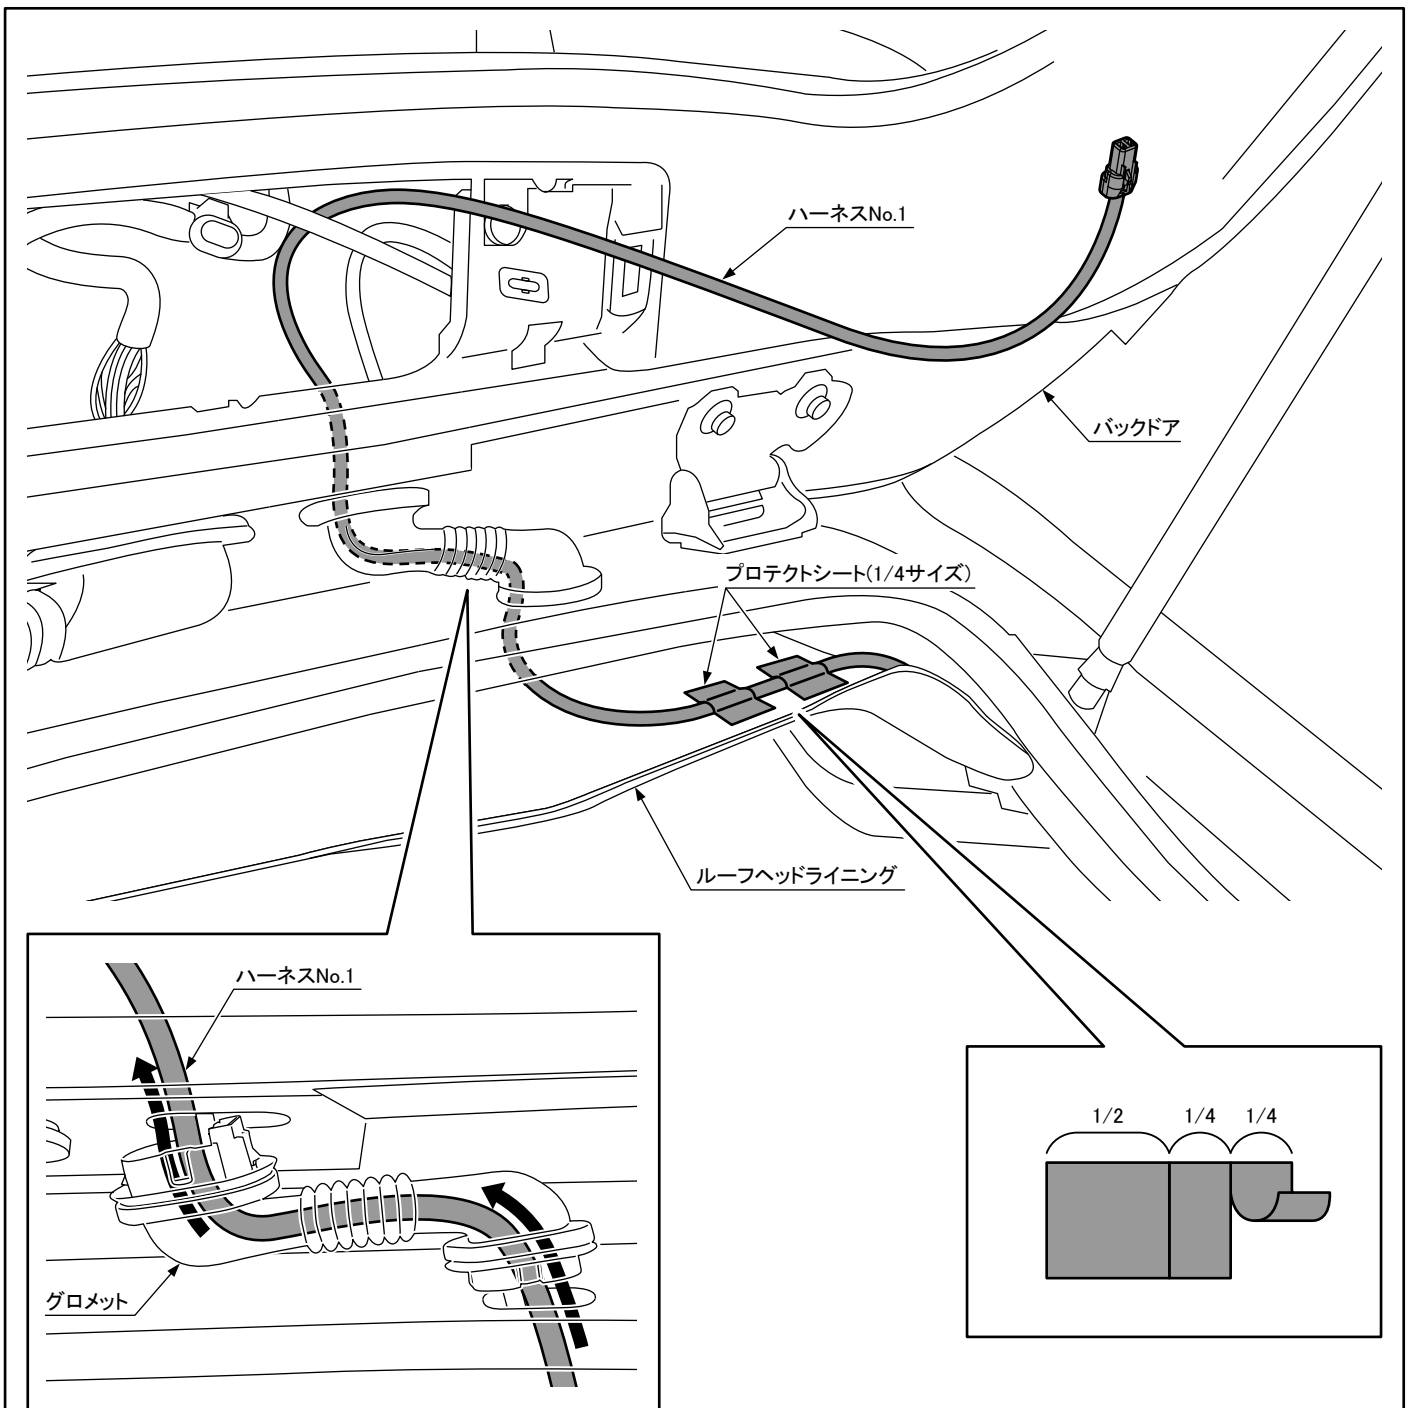 ハーネスNo.1
バックドア
プロテクトシート(1/4サイズ)
ルーフヘッドライニング
ハーネスNo.1
グロメット
1/2 1/4 1/4